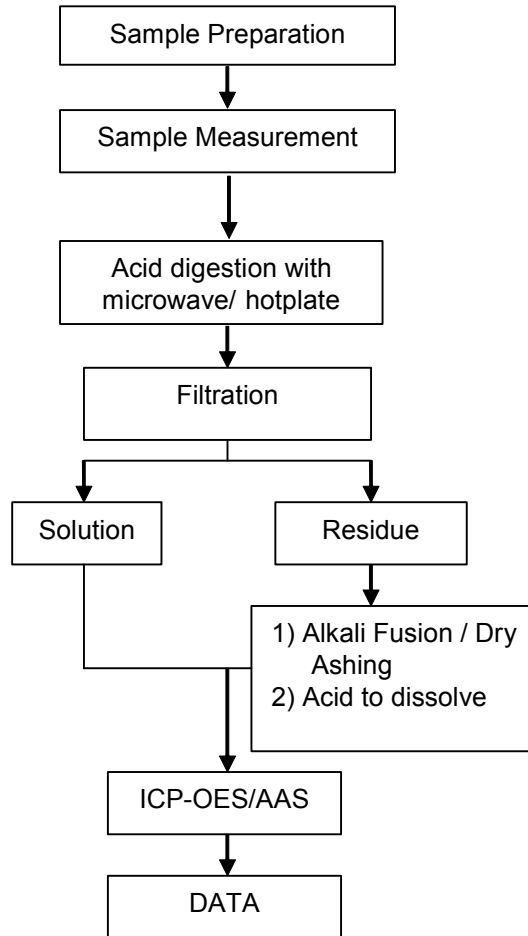 Sample Preparation
Sample Measurement
Acid digestion with
microwave/ hotplate
Filtration
Solution
Residue
1) Alkali Fusion / Dry
Ashing
2) Acid to dissolve
ICP-OES/AAS
DATA